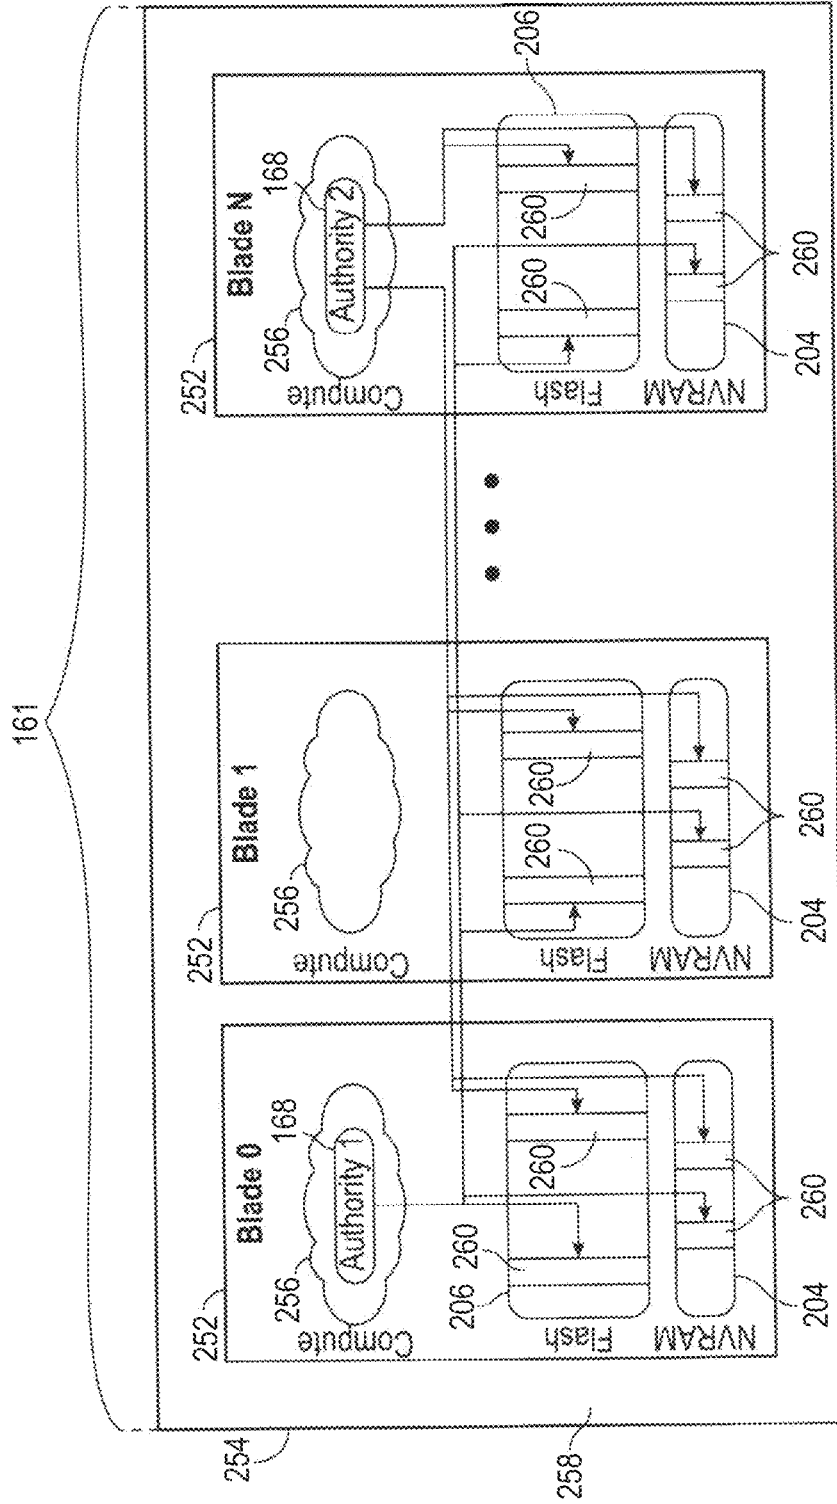 161
254
252
Blade 0
256
168
Authority 1
Compute
206
260
260
Flash
NVRAM
204
260
252
Blade 1
256
Compute
260
260
Flash
NVRAM
204
260
252
Blade N
256
168
Authority 2
Compute
206
260
260
Flash
NVRAM
204
260
258